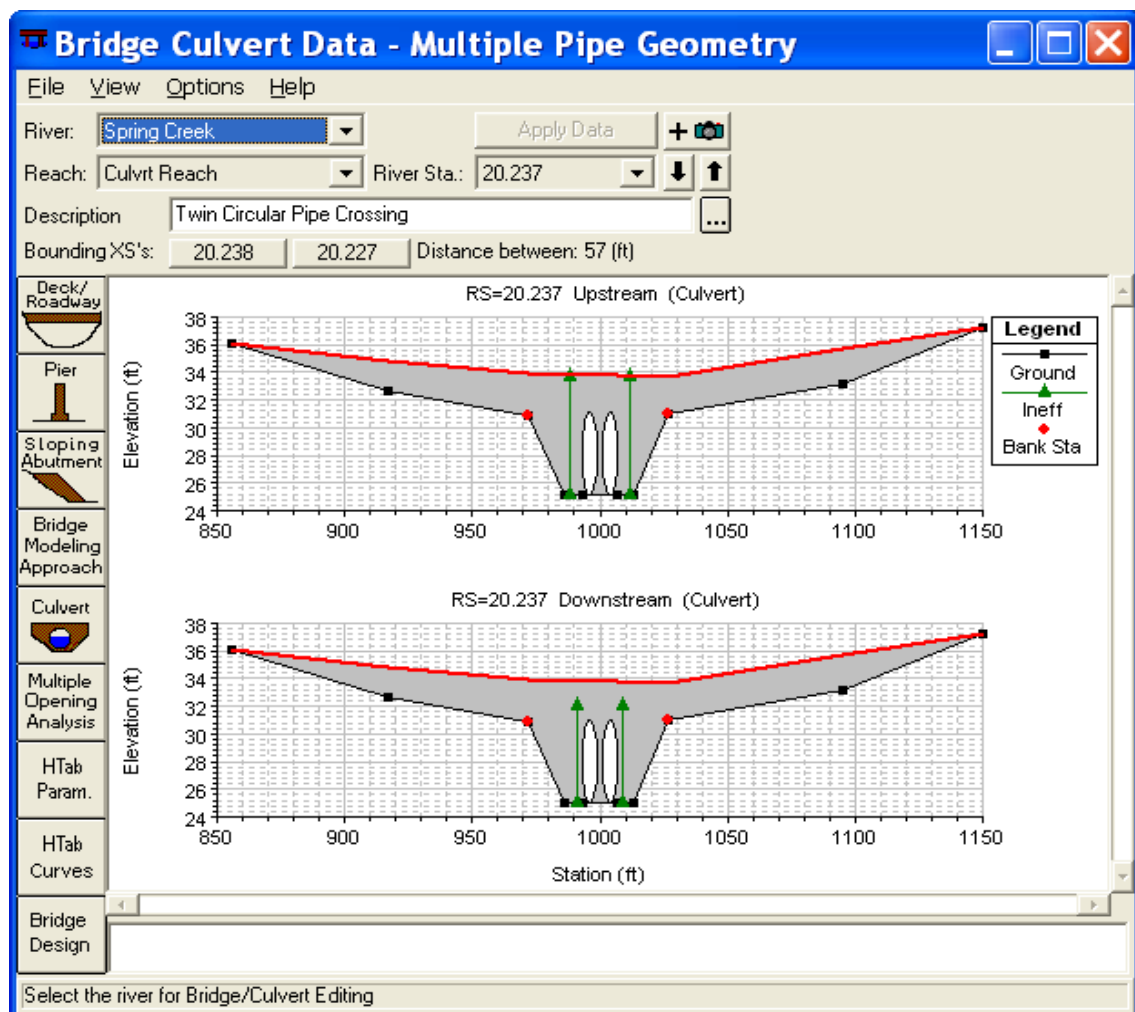 Bridge Culvert Data - Multiple Pipe Geometry
File View Options Help
River: Spring Creek Apply Data +
Reach: Culvrt Reach River Sta.: 20.237
Description Twin Circular Pipe Crossing ...
Bounding XS's: 20.238 20.227 Distance between: 57 (ft)
Deck/
Roadway
Pier
Sloping
Abutment
Bridge
Modeling
Approach
Culvert
Multiple
Opening
Analysis
HTab
Param.
HTab
Curves
Bridge
Design
RS=20.237 Upstream (Culvert)
Elevation (ft)
38
36
34
32
30
28
26
24
850 900 950 1000 1050 1100 1150
Legend
Ground
Ineff
Bank Sta
RS=20.237 Downstream (Culvert)
Elevation (ft)
38
36
34
32
30
28
26
24
850 900 950 1000 1050 1100 1150
Station (ft)
Select the river for Bridge/Culvert Editing